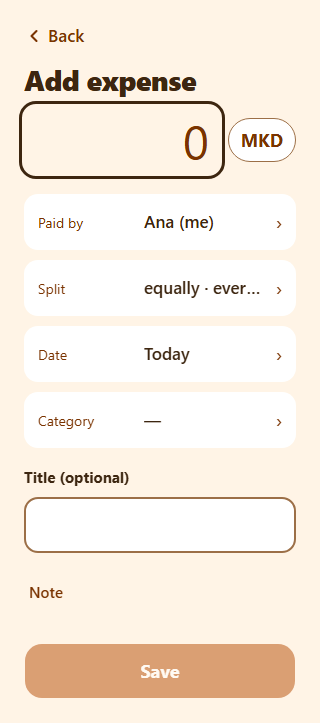 Back
Add expense
0 MKD
Paid by Ana (me) ›
Split equally · ever... ›
Date Today ›
Category — ›
Title (optional)
Note
Save